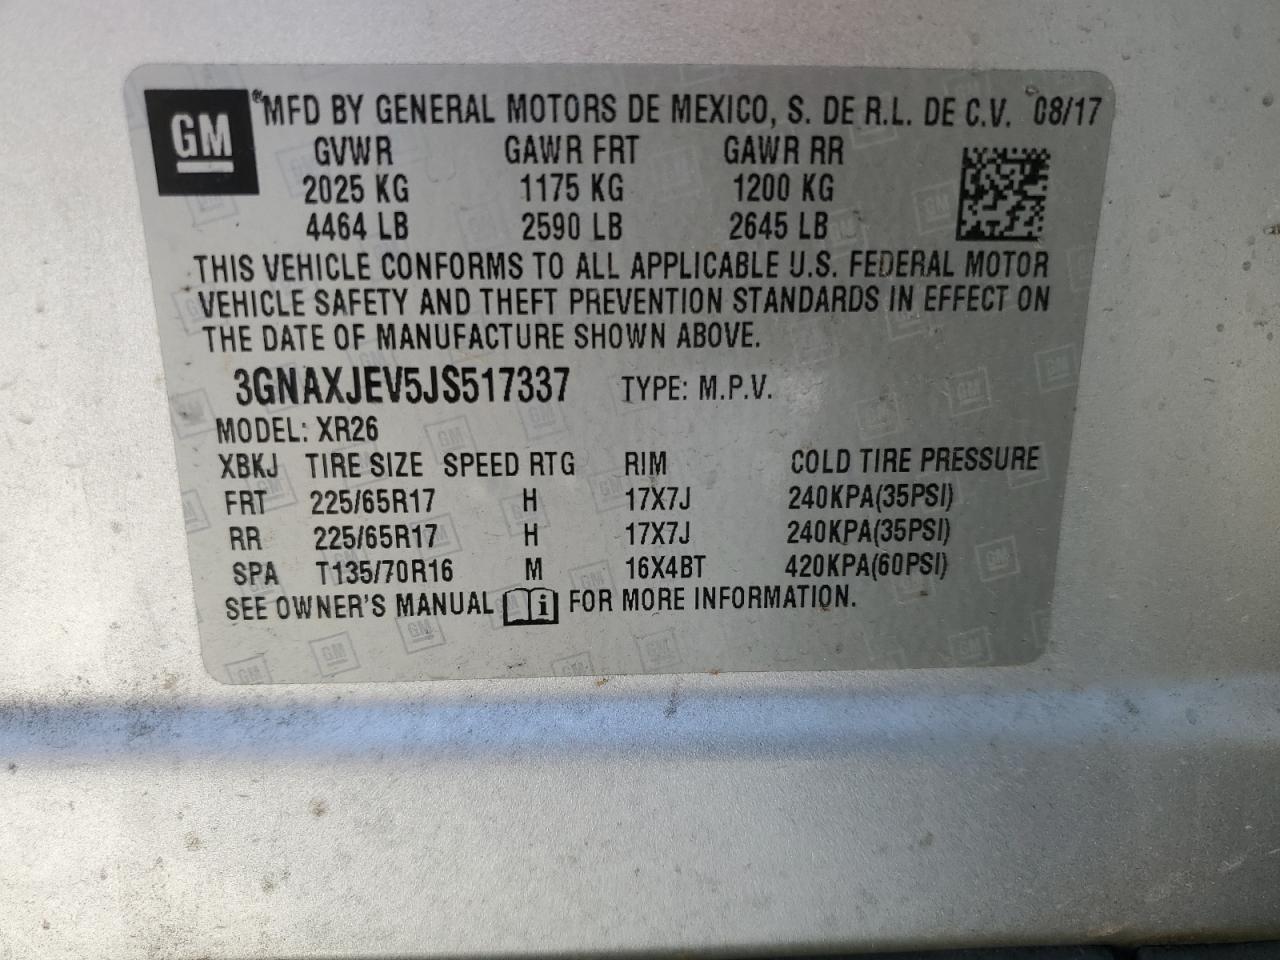 GM ® MFD BY GENERAL MOTORS DE MEXICO, S. DE R.L. DE C.V. 08/17
GVWR GAWR FRT GAWR RR
2025 KG 1175 KG 1200 KG
4464 LB 2590 LB 2645 LB
THIS VEHICLE CONFORMS TO ALL APPLICABLE U.S. FEDERAL MOTOR
VEHICLE SAFETY AND THEFT PREVENTION STANDARDS IN EFFECT ON
THE DATE OF MANUFACTURE SHOWN ABOVE.
3GNAXJEV5JS517337 TYPE: M.P.V.
MODEL: XR26
XBKJ TIRE SIZE SPEED RTG RIM COLD TIRE PRESSURE
FRT 225/65R17 H 17X7J 240KPA(35PSI)
RR 225/65R17 H 17X7J 240KPA(35PSI)
SPA T135/70R16 M 16X4BT 420KPA(60PSI)
SEE OWNER'S MANUAL i FOR MORE INFORMATION.